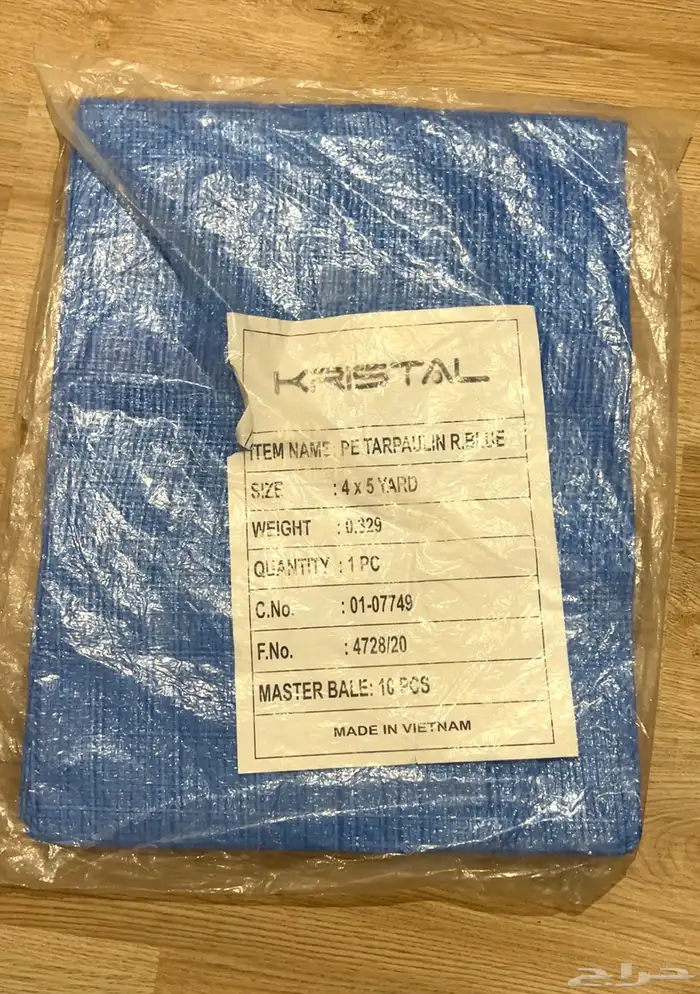 KRISTAL
ITEM NAME: PE TARPAULIN R.BLUE
SIZE : 4 x 5 YARD
WEIGHT : 0.329
QUANTITY : 1 PC
C.No. : 01-07749
F.No. : 4728/20
MASTER BALE: 10 PCS
MADE IN VIETNAM
حراج